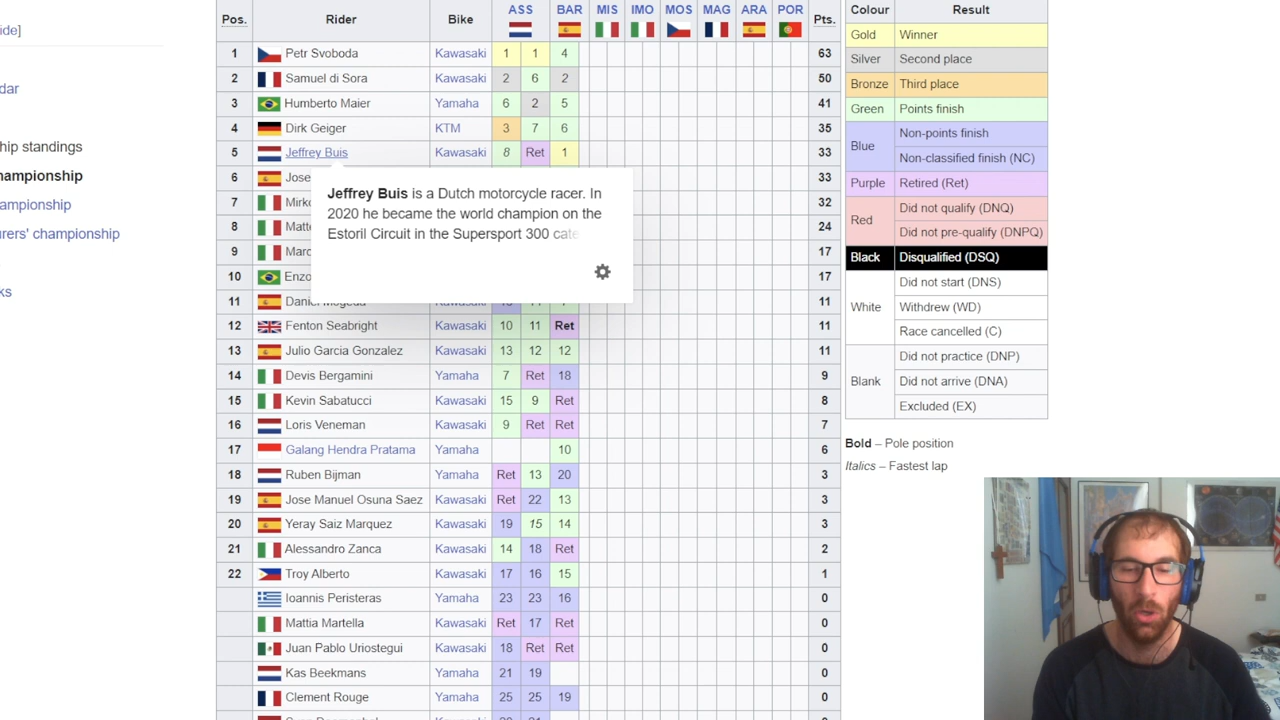 ide]
dar
hip standings
hampionship
ampionship
urers' championship
ks
Pos. Rider Bike ASS BAR MIS IMO MOS MAG ARA POR Pts.
1 Petr Svoboda Kawasaki 1 1 4 63
2 Samuel di Sora Kawasaki 2 6 2 50
3 Humberto Maier Yamaha 6 2 5 41
4 Dirk Geiger KTM 3 7 6 35
5 Jeffrey Buis Kawasaki 8 Ret 1 33
6 Jose 33
7 Mirko 32
8 Matt
9 Marc
10 Enzo 17
11 Daniel 11
12 Fenton Seabright Kawasaki 10 11 Ret 11
13 Julio Garcia Gonzalez Kawasaki 13 12 12 11
14 Devis Bergamini Yamaha 7 Ret 18 9
15 Kevin Sabatucci Kawasaki 15 9 Ret 8
16 Loris Veneman Kawasaki 9 Ret Ret 7
17 Galang Hendra Pratama Yamaha 10 6
18 Ruben Bijman Yamaha Ret 13 20 3
19 Jose Manuel Osuna Saez Kawasaki Ret 22 13 3
20 Yeray Saiz Marquez Kawasaki 19 15 14 3
21 Alessandro Zanca Kawasaki 14 18 Ret 2
22 Troy Alberto Kawasaki 17 16 15 1
Ioannis Peristeras Yamaha 23 23 16 0
Mattia Martella Kawasaki Ret 17 Ret 0
Juan Pablo Uriostegui Kawasaki 18 Ret Ret 0
Kas Beekmans Yamaha 21 19 0
Clement Rouge Yamaha 25 25 19 0
Jeffrey Buis is a Dutch motorcycle racer. In
2020 he became the world champion on the
Estoril Circuit in the Supersport 300 cate
Colour Result
Gold Winner
Silver Second place
Bronze Third place
Green Points finish
Blue Non-points finish
Non-classified finish (NC)
Purple Retired (Ret)
Red Did not qualify (DNQ)
Did not pre-qualify (DNPQ)
Black Disqualified (DSQ)
White Did not start (DNS)
Withdrew (WD)
Race cancelled (C)
Blank Did not practice (DNP)
Did not arrive (DNA)
Excluded (EX)
Bold – Pole position
Italics – Fastest lap